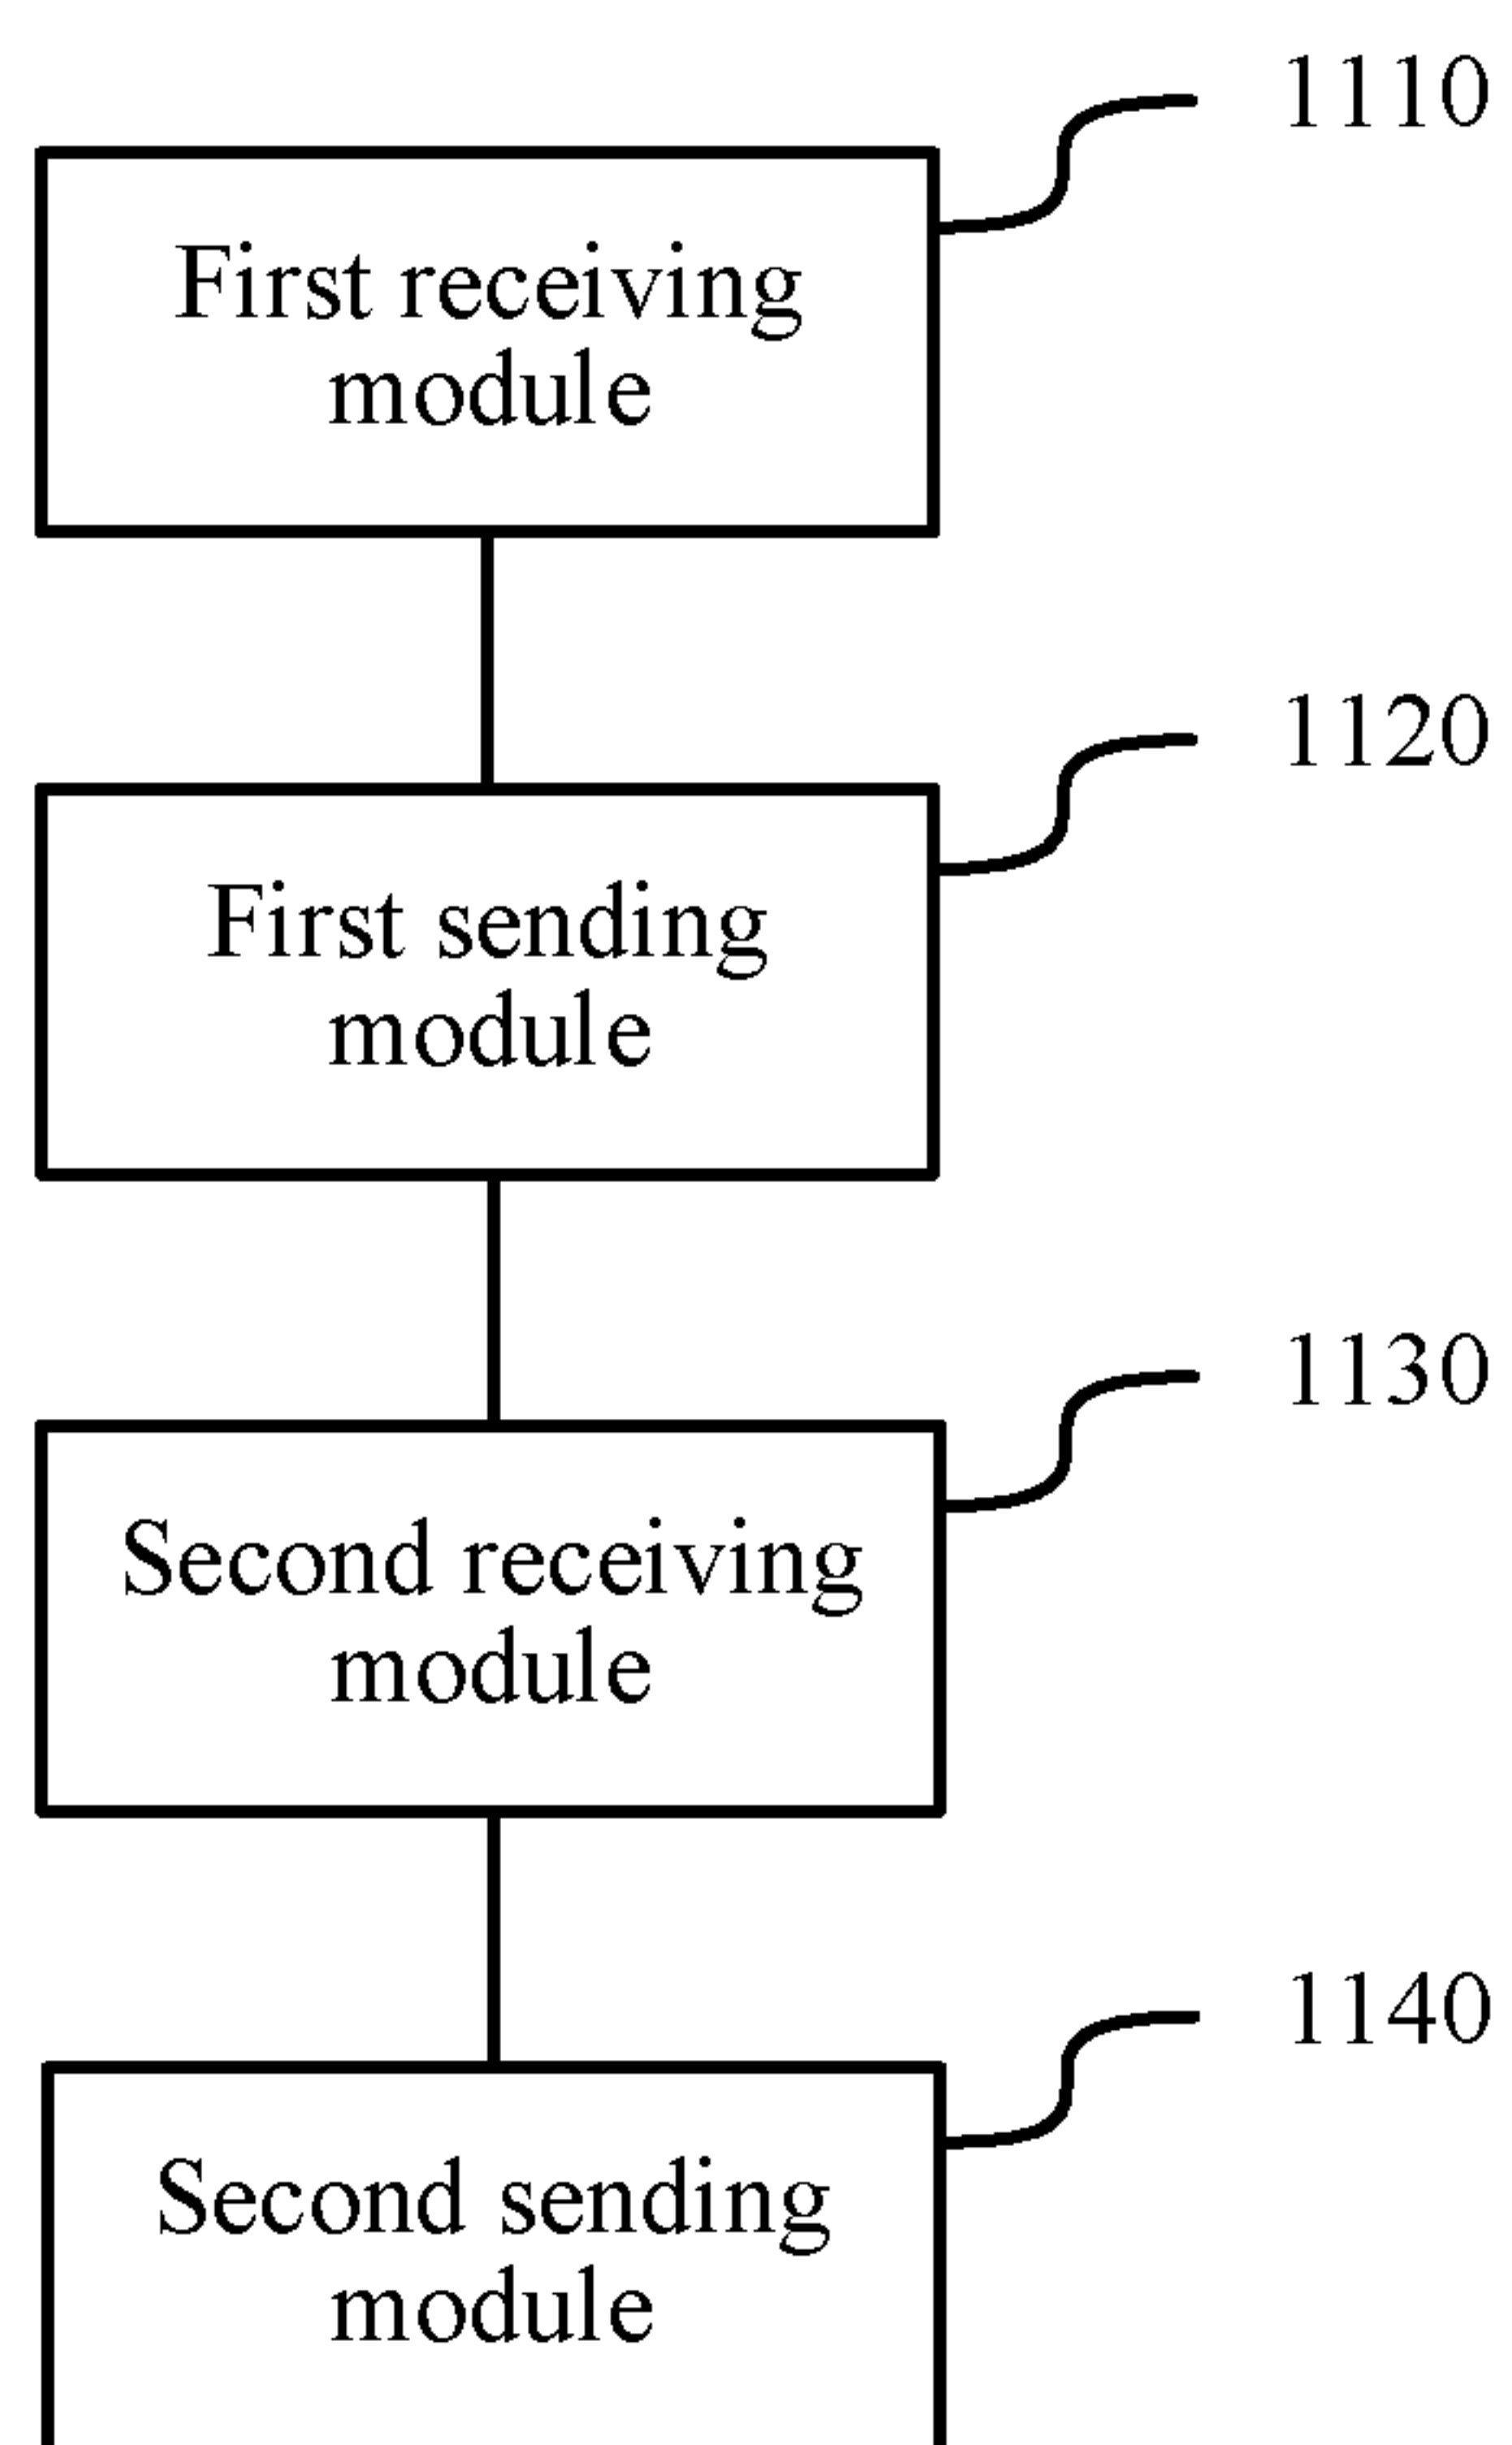 1110
First receiving
module
1120
First sending
module
1130
Second receiving
module
1140
Second sending
module